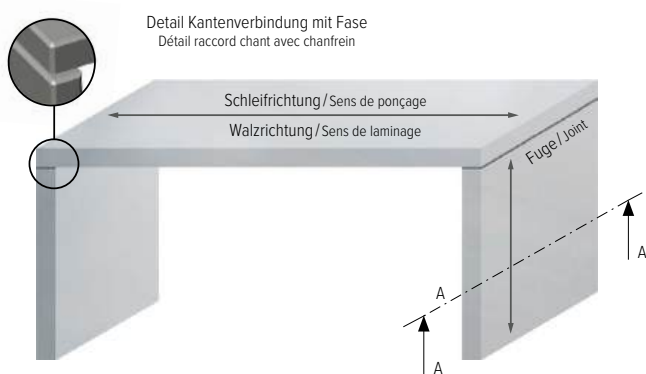 Detail Kantenverbindung mit Fase
Détail raccord chant avec chanfrein
Schleifrichtung/Sens de ponçage
Walzrichtung/Sens de laminage
Fuge/Joint
A
A
A